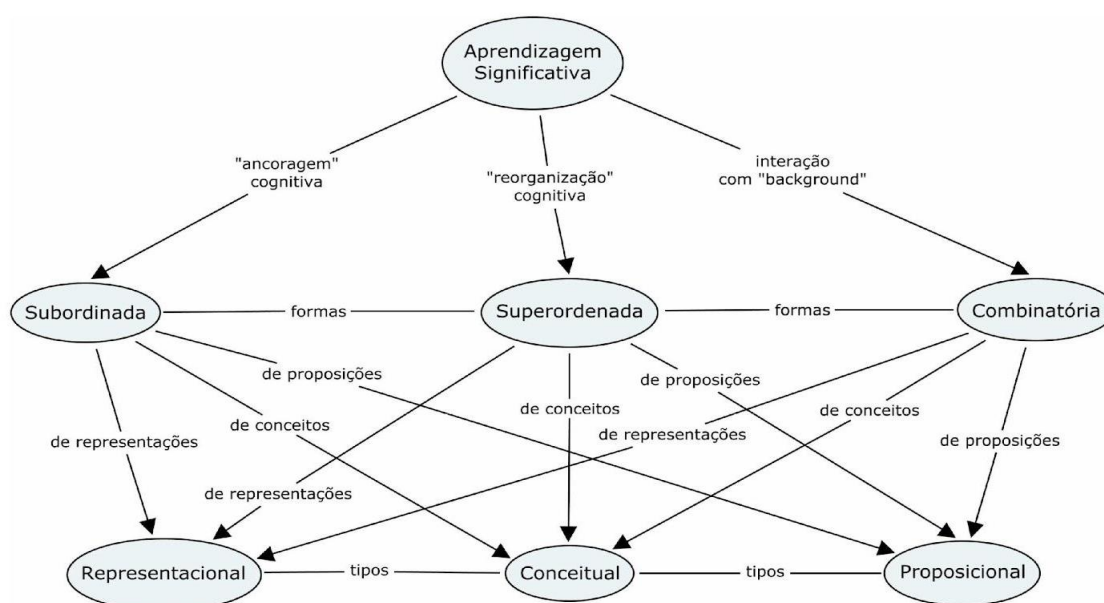 Aprendizagem
Significativa
"ancoragem"
cognitiva
"reorganização"
cognitiva
interação
com "background"
Subordinada
formas
Superordenada
formas
Combinatória
de proposições
de proposições
de conceitos
de conceitos
de representações
de conceitos
de representações
de proposições
de representações
Representacional
tipos
Conceitual
tipos
Proposicional